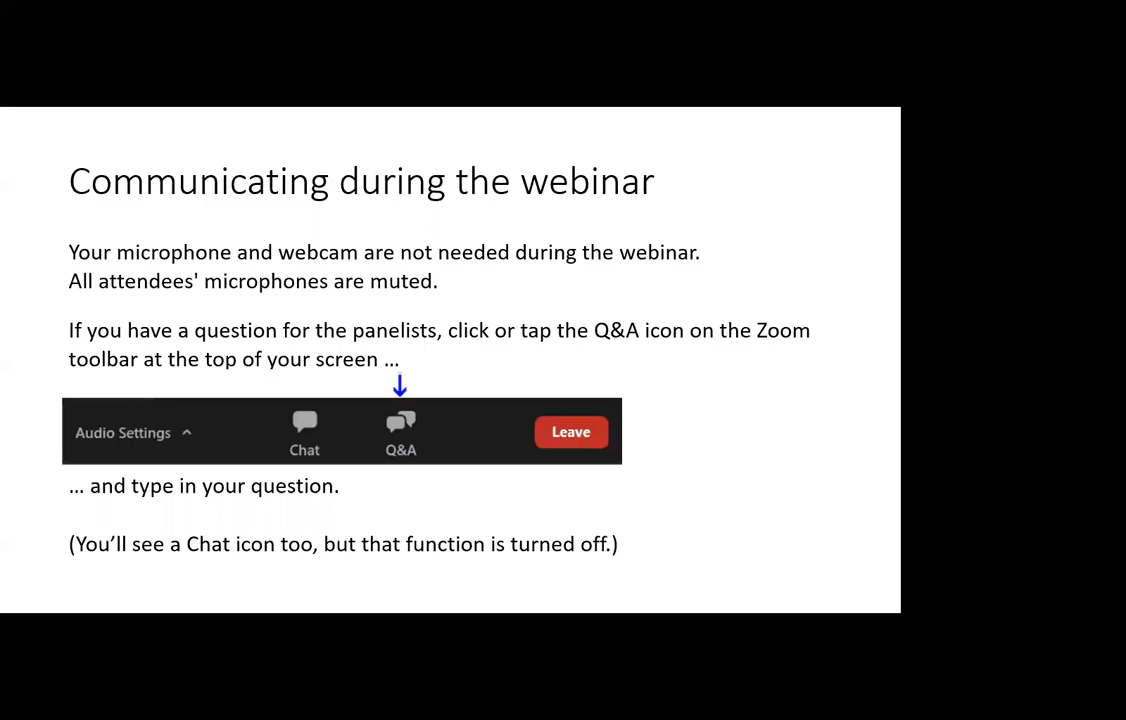 Communicating during the webinar
Your microphone and webcam are not needed during the webinar.
All attendees' microphones are muted.
If you have a question for the panelists, click or tap the Q&A icon on the Zoom
toolbar at the top of your screen …
Audio Settings
Chat
Q&A
Leave
… and type in your question.
(You’ll see a Chat icon too, but that function is turned off.)